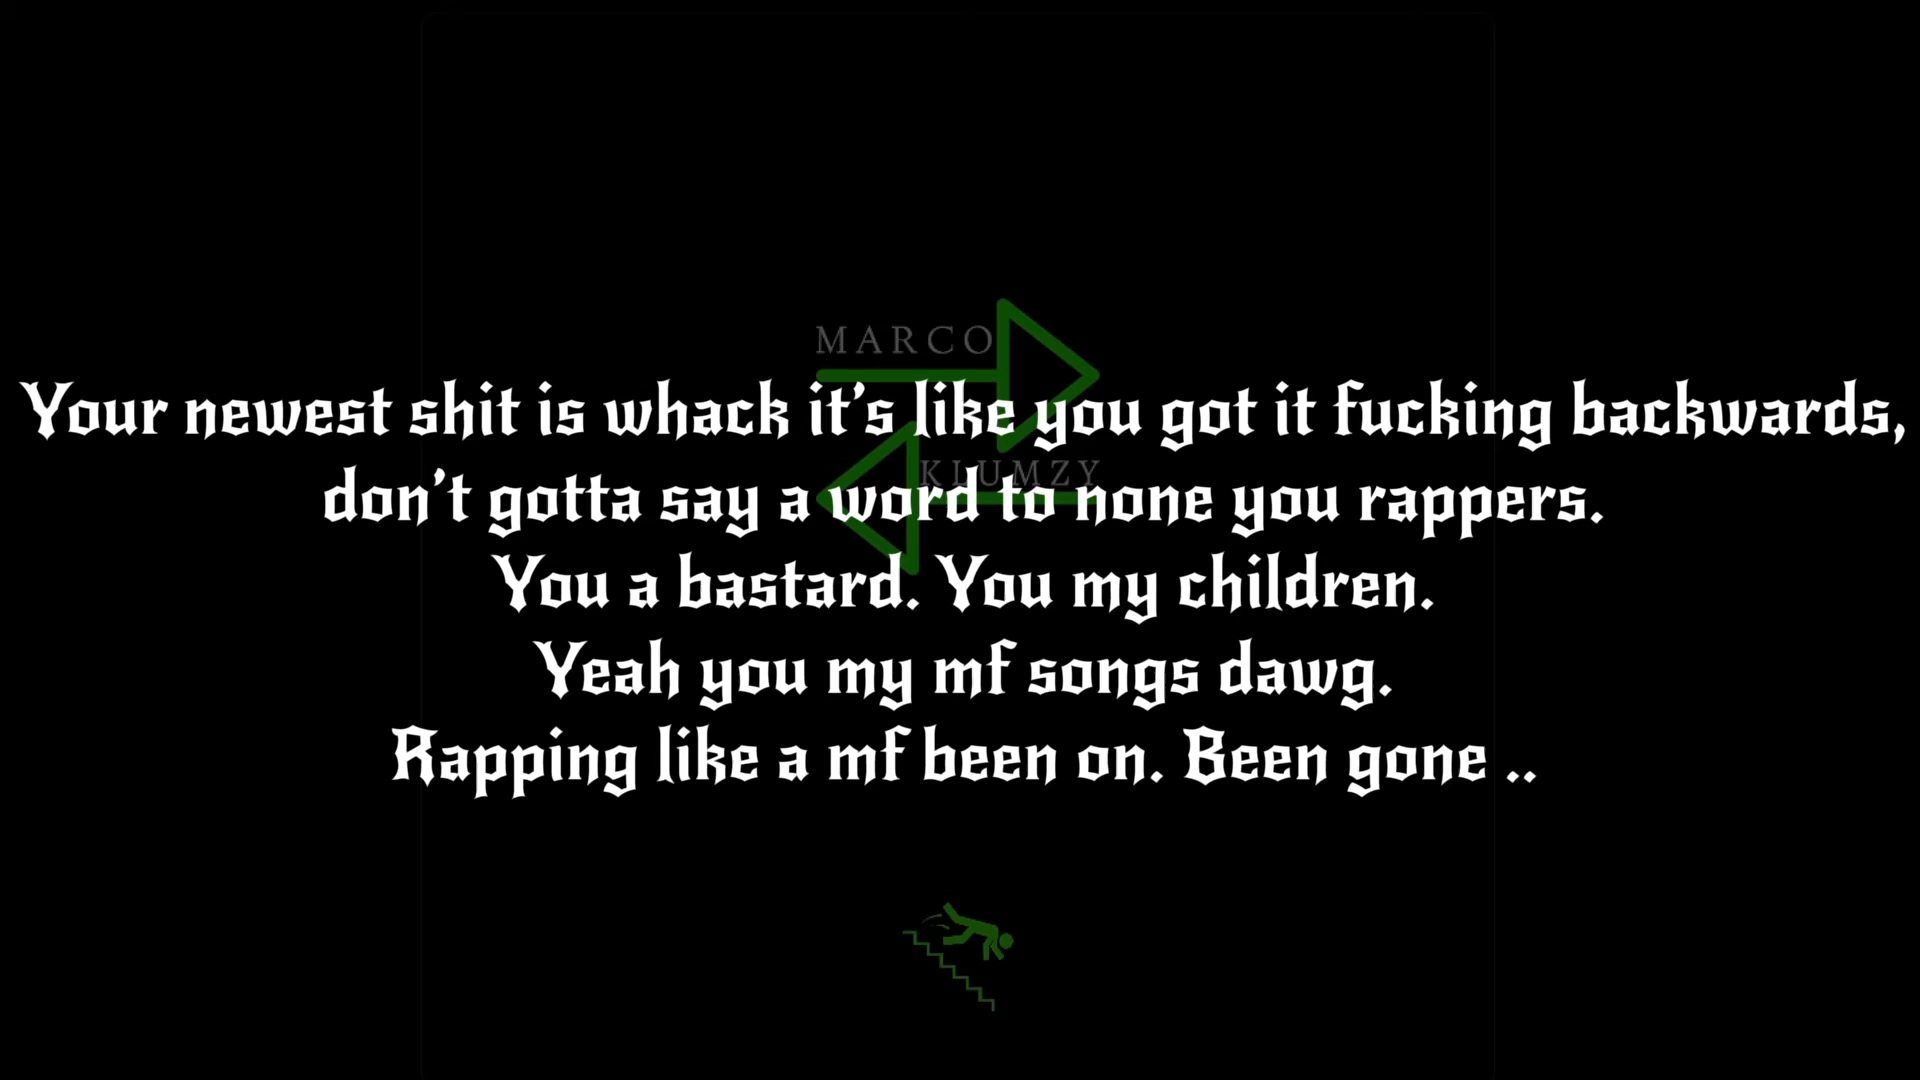 MARCO
Your newest shit is whack it's like you got it fucking backwards,
KLUMZY
don't gotta say a word to none you rappers.
You a bastard. You my children.
Yeah you my mf songs dawg.
Rapping like a mf been on. Been gone ..